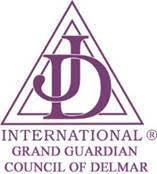 JD
INTERNATIONAL ®
GRAND GUARDIAN
COUNCIL OF DELMAR